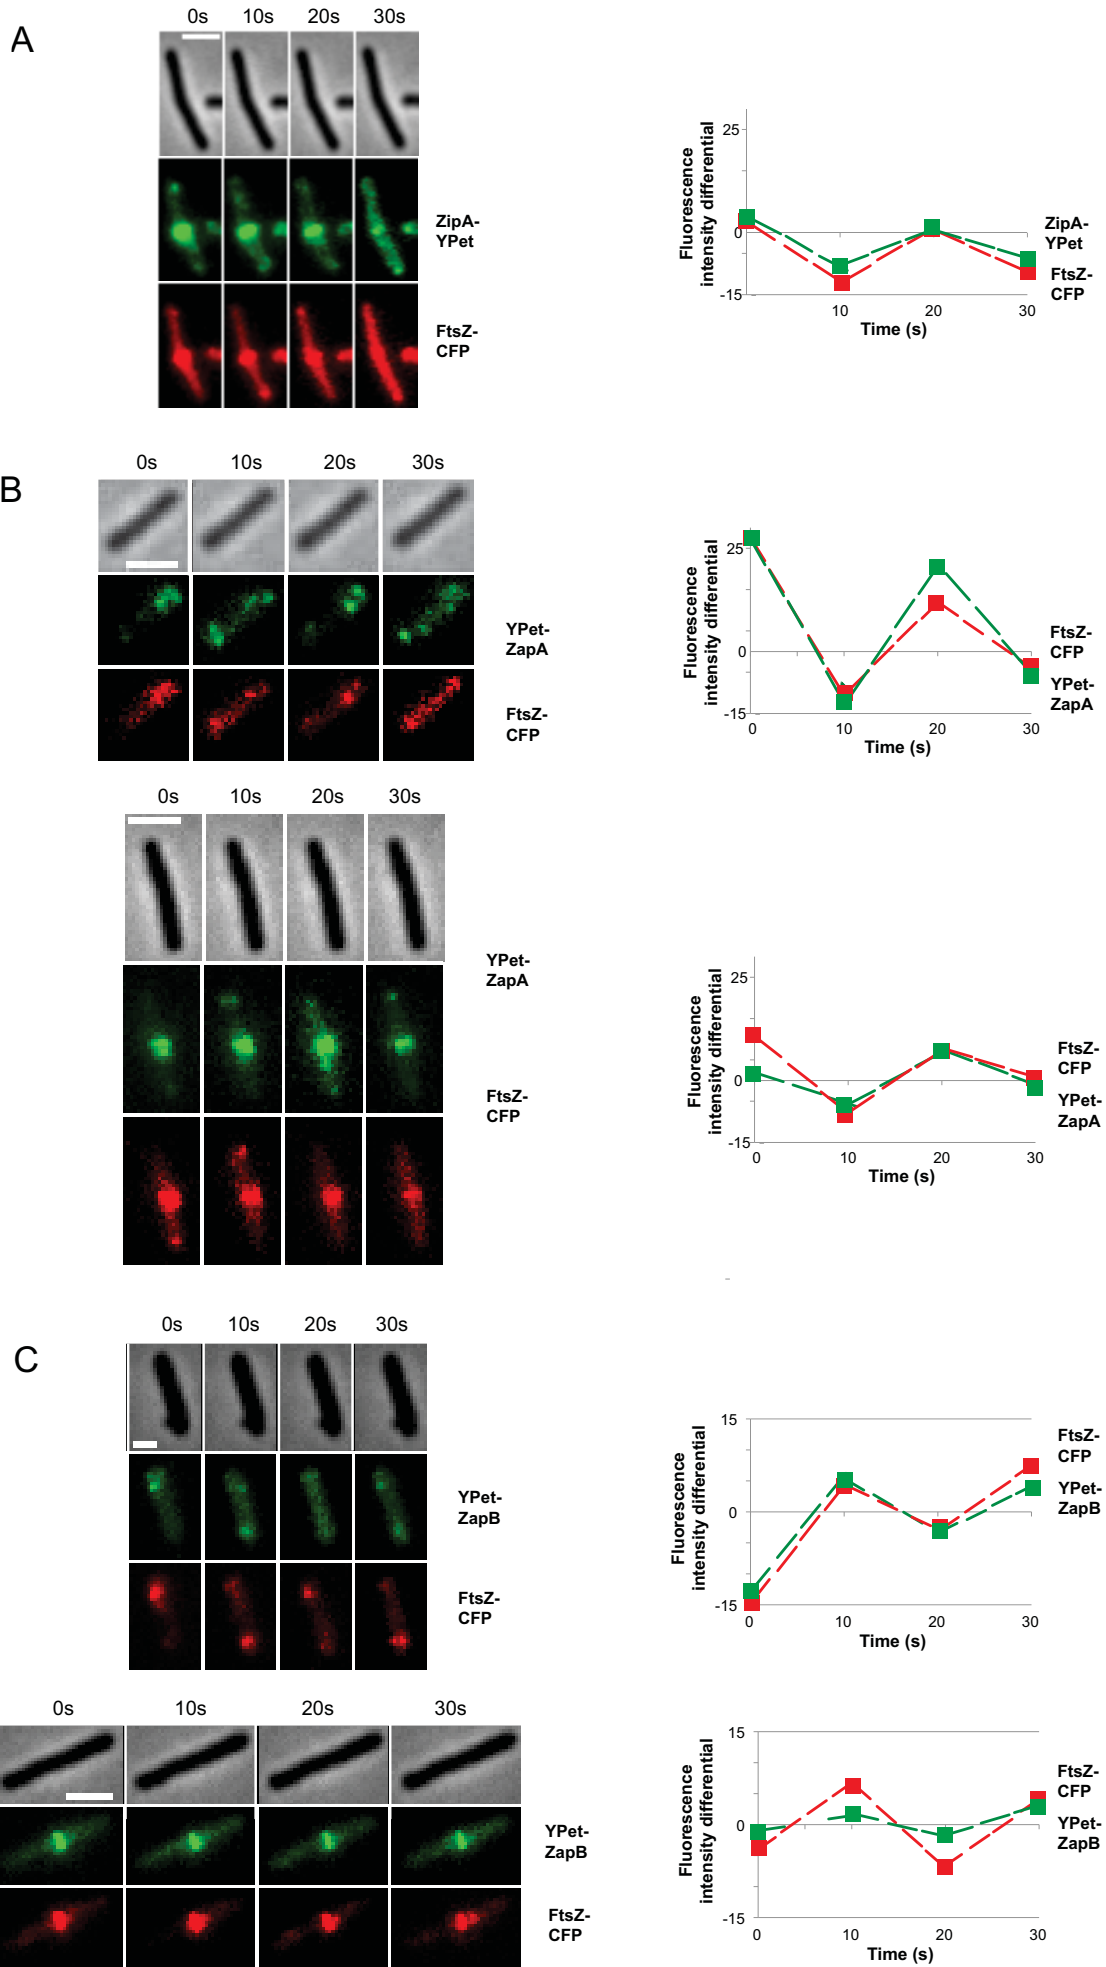 A
0s 10s 20s 30s
ZipA-
YPet
FtsZ-
CFP
Fluorescence
intensity differential
25
0
-15
10 20 30
Time (s)
ZipA-
YPet
FtsZ-
CFP
B
0s 10s 20s 30s
YPet-
ZapA
FtsZ-
CFP
Fluorescence
intensity differential
25
0
-15
0 10 20 30
Time (s)
FtsZ-
CFP
YPet-
ZapA
0s 10s 20s 30s
YPet-
ZapA
FtsZ-
CFP
Fluorescence
intensity differential
25
0
-15
0 10 20 30
Time (s)
FtsZ-
CFP
YPet-
ZapA
C
0s 10s 20s 30s
YPet-
ZapB
FtsZ-
CFP
Fluorescence
intensity differential
15
0
-15
0 10 20 30
Time (s)
FtsZ-
CFP
YPet-
ZapB
0s 10s 20s 30s
YPet-
ZapB
FtsZ-
CFP
Fluorescence
intensity differential
15
0
-15
0 10 20 30
Time (s)
FtsZ-
CFP
YPet-
ZapB